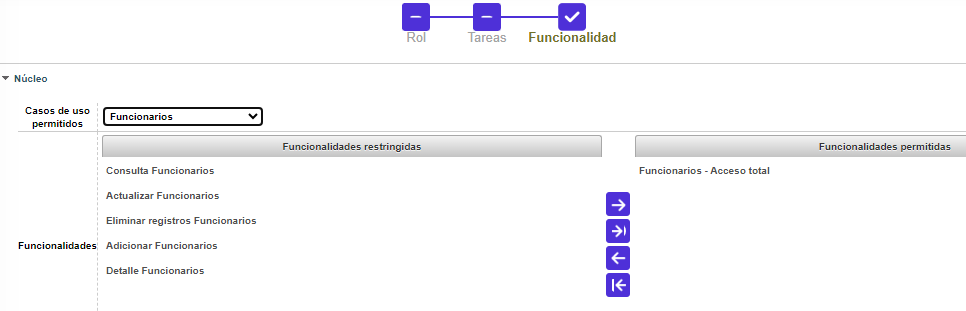 Rol
Tareas
Funcionalidad
Núcleo
Casos de uso
permitidos
Funcionarios
Funcionalidades restringidas
Funcionalidades permitidas
Consulta Funcionarios
Funcionarios - Acceso total
Actualizar Funcionarios
Eliminar registros Funcionarios
Funcionalidades
Adicionar Funcionarios
Detalle Funcionarios